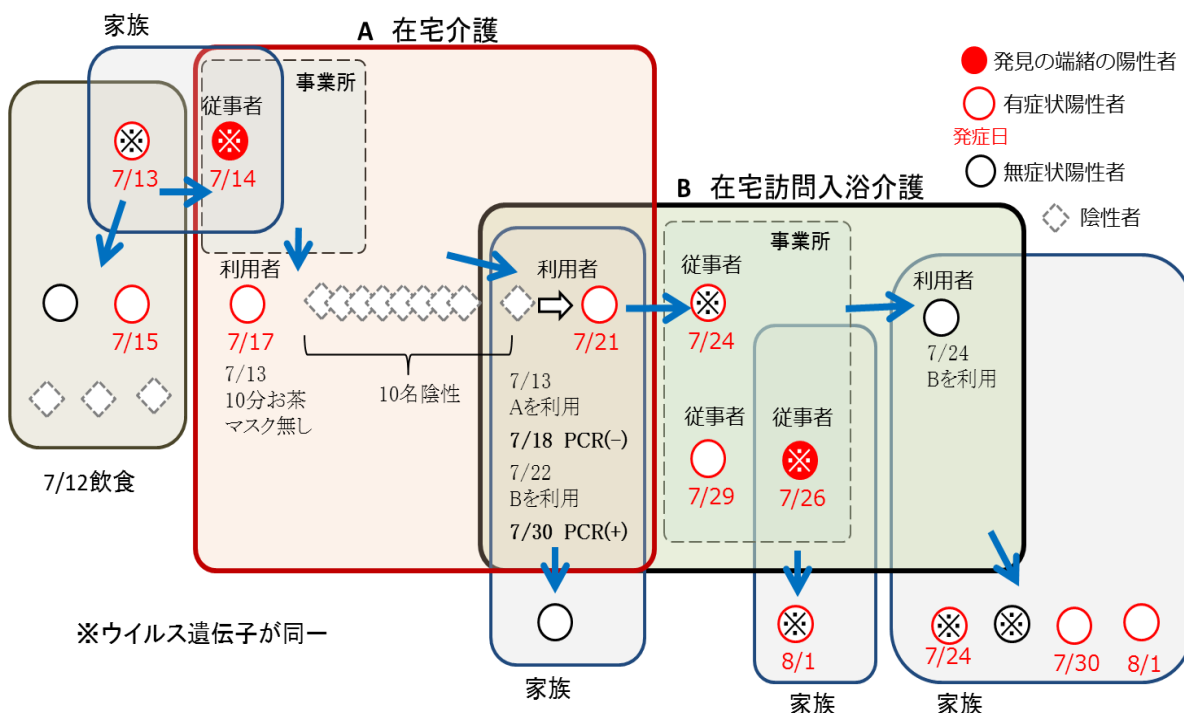 家族
A 在宅介護
事業所
従事者
※
7/13
※
7/14
7/15
7/12飲食
利用者
7/17
7/13
10分お茶
マスク無し
10名陰性
利用者
7/21
7/13
Aを利用
7/18 PCR(−)
7/22
Bを利用
7/30 PCR(+)
家族
B 在宅訪問入浴介護
事業所
従事者
※
7/24
従事者
7/29
従事者
※
7/26
※
8/1
家族
利用者
7/24
Bを利用
※
7/24
※
7/30
8/1
家族
発見の端緒の陽性者
有症状陽性者
発症日
無症状陽性者
陰性者
※ウイルス遺伝子が同一